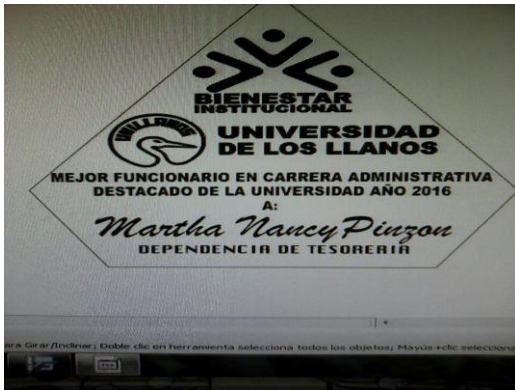 BIENESTAR
INSTITUCIONAL
UNILLANOS
UNIVERSIDAD
DE LOS LLANOS
MEJOR FUNCIONARIO EN CARRERA ADMINISTRATIVA
DESTACADO DE LA UNIVERSIDAD AÑO 2016
A:
Martha Nancy Pinzon
DEPENDENCIA DE TESORERIA
ara Girar/Inclinar; Doble clic en herramienta selecciona todos los objetos; Mayús+clic selecciona